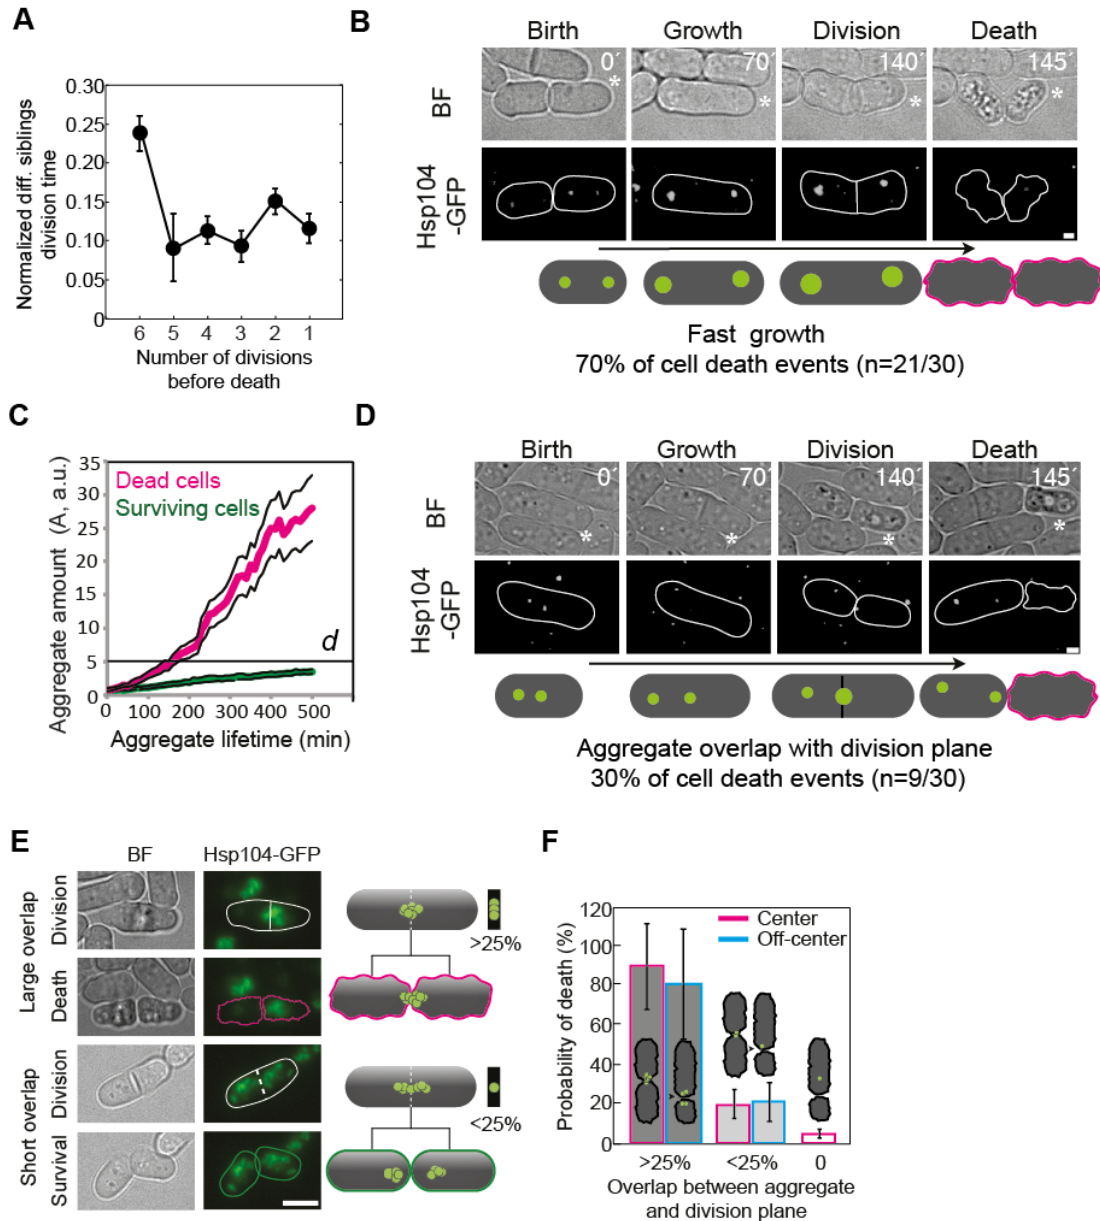 A
Normalized diff. siblings
division time
0.30
0.25
0.20
0.15
0.10
0.05
0
6 5 4 3 2 1
Number of divisions
before death
B
Birth Growth Division Death
BF
0´ 70´ 140´ 145´
* * * *
Hsp104
-GFP
Fast growth
70% of cell death events (n=21/30)
C
Aggregate amount (A, a.u.)
35
30
25
20
15
10
5
0
Dead cells
Surviving cells
d
0 100 200 300 400 500
Aggregate lifetime (min)
D
Birth Growth Division Death
BF
0´ 70´ 140´ 145´
* * * *
Hsp104
-GFP
Aggregate overlap with division plane
30% of cell death events (n=9/30)
E
BF Hsp104-GFP
Large overlap
Division
Death
>25%
Short overlap
Division
Survival
<25%
F
Probability of death (%)
120
100
80
60
40
20
0
Center
Off-center
>25% <25% 0
Overlap between aggregate
and division plane